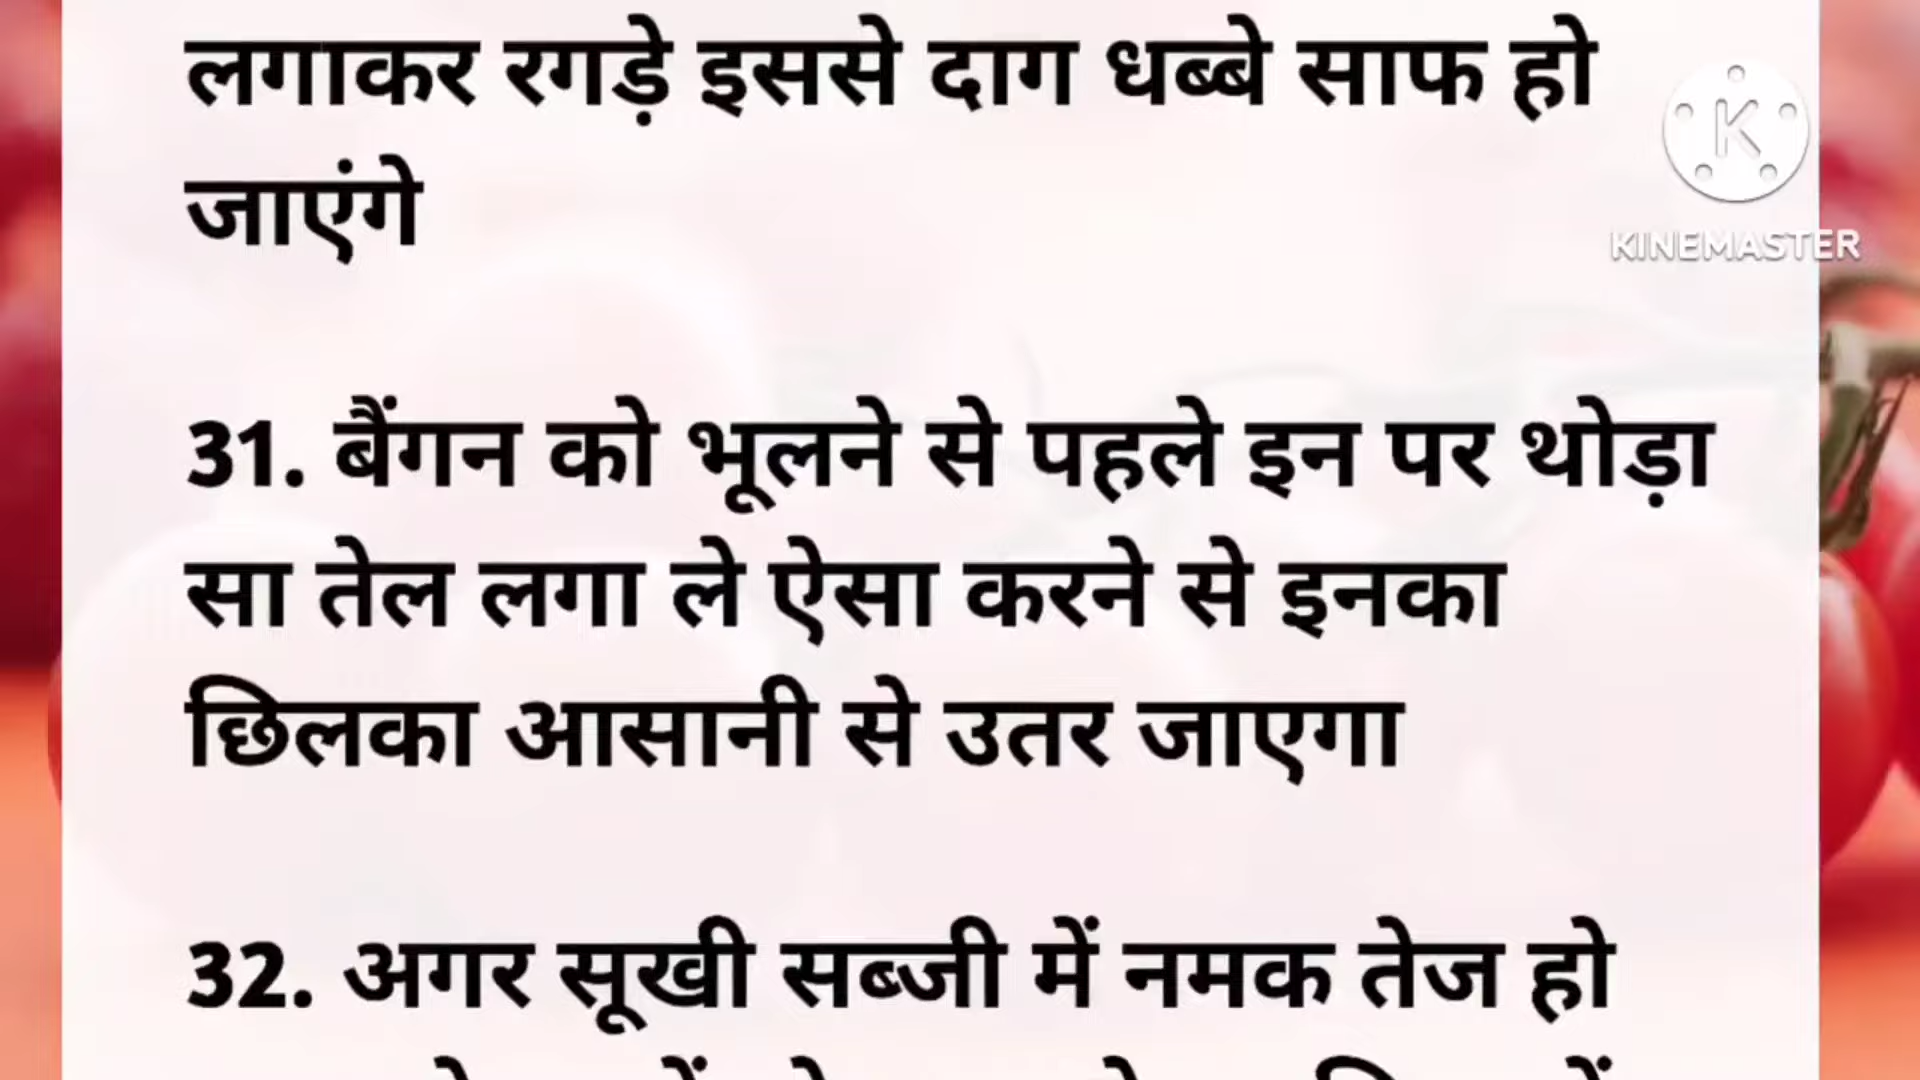 लगाकर रगड़े इससे दाग धब्बे साफ हो
जाएंगे
KINEMASTER
31. बैंगन को भूलने से पहले इन पर थोड़ा
सा तेल लगा ले ऐसा करने से इनका
छिलका आसानी से उतर जाएगा
32. अगर सूखी सब्जी में नमक तेज हो